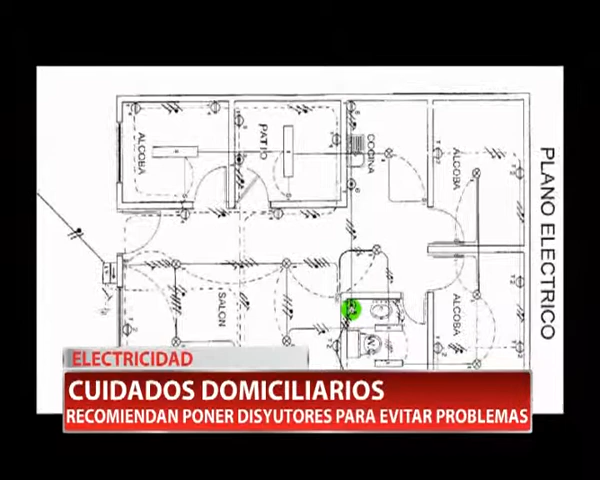 ALCOBA
PATIO
COCINA
ALCOBA
PLANO ELECTRICO
SALON
ALCOBA
ELECTRICIDAD
CUIDADOS DOMICILIARIOS
RECOMIENDAN PONER DISYUTORES PARA EVITAR PROBLEMAS